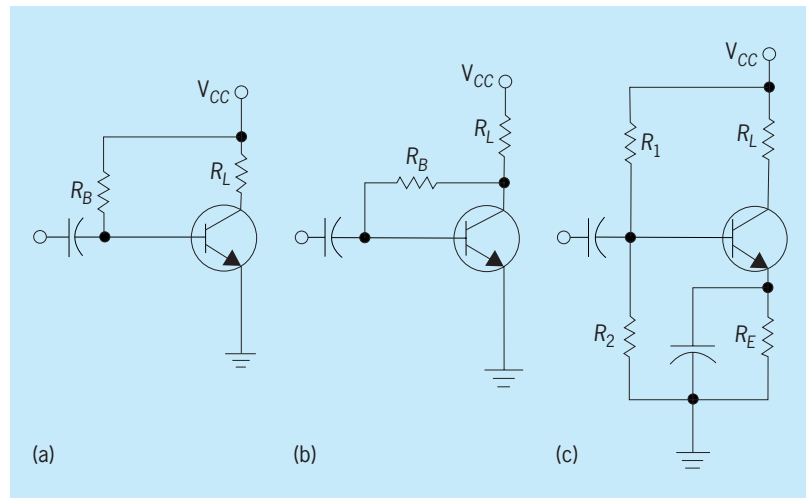 V_CC
R_B
R_L
(a)
V_CC
R_L
R_B
(b)
V_CC
R_1
R_L
R_2
R_E
(c)